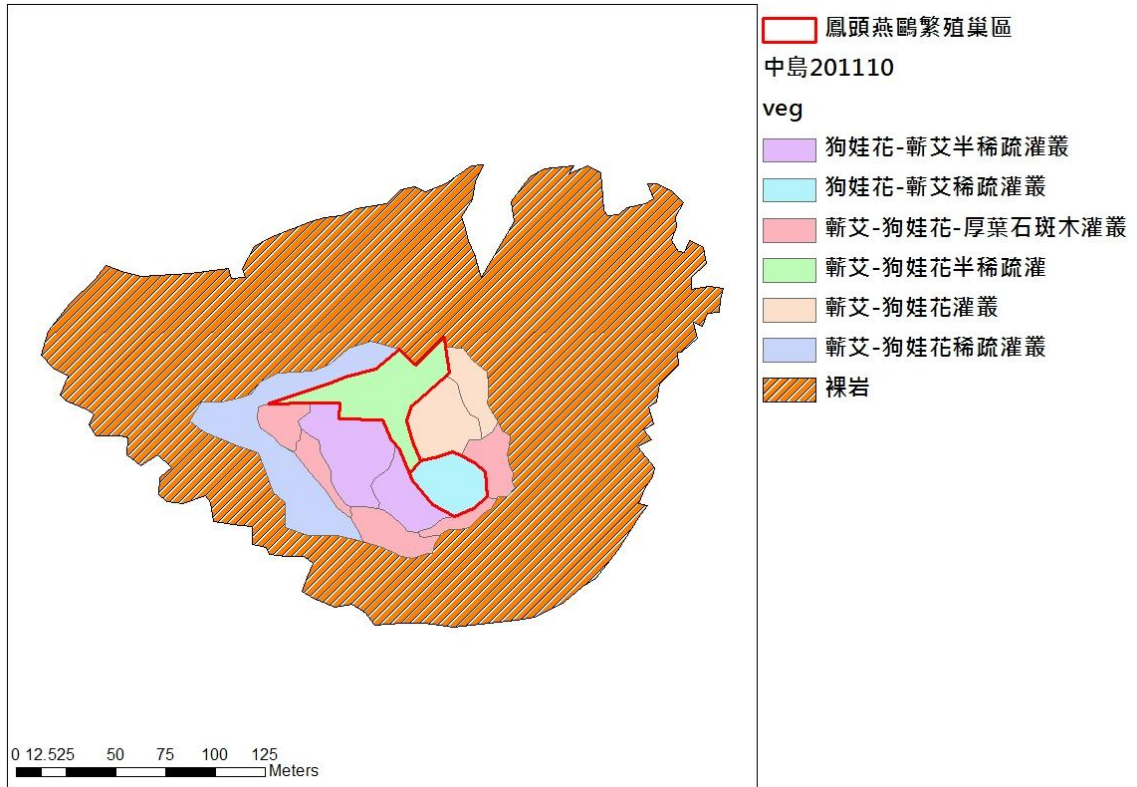 鳳頭燕鷗繁殖巢區
中島201110
veg
狗娃花-蘄艾半稀疏灌叢
狗娃花-蘄艾稀疏灌叢
蘄艾-狗娃花-厚葉石斑木灌叢
蘄艾-狗娃花半稀疏灌
蘄艾-狗娃花灌叢
蘄艾-狗娃花稀疏灌叢
裸岩
0 12.525 50 75 100 125
Meters